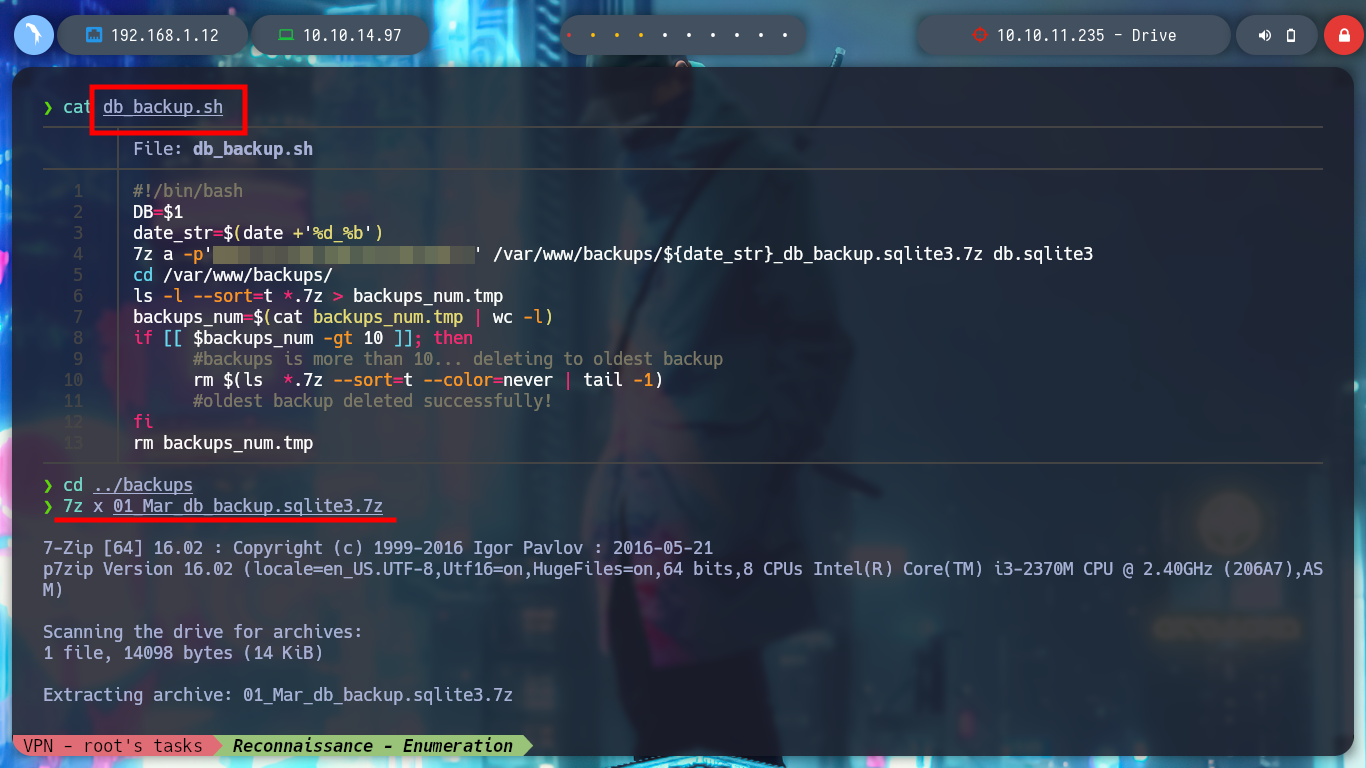 192.168.1.12 10.10.14.97 10.10.11.235 - Drive
❯ cat db_backup.sh
File: db_backup.sh
1 #!/bin/bash
2 DB=$1
3 date_str=$(date +'%d_%b')
4 7z a -p' ' /var/www/backups/${date_str}_db_backup.sqlite3.7z db.sqlite3
5 cd /var/www/backups/
6 ls -l --sort=t *.7z > backups_num.tmp
7 backups_num=$(cat backups_num.tmp | wc -l)
8 if [[ $backups_num -gt 10 ]]; then
9 #backups is more than 10... deleting to oldest backup
10 rm $(ls  *.7z --sort=t --color=never | tail -1)
11 #oldest backup deleted successfully!
12 fi
13 rm backups_num.tmp
❯ cd ../backups
❯ 7z x 01_Mar_db_backup.sqlite3.7z
7-Zip [64] 16.02 : Copyright (c) 1999-2016 Igor Pavlov : 2016-05-21
p7zip Version 16.02 (locale=en_US.UTF-8,Utf16=on,HugeFiles=on,64 bits,8 CPUs Intel(R) Core(TM) i3-2370M CPU @ 2.40GHz (206A7),AS
M)
Scanning the drive for archives:
1 file, 14098 bytes (14 KiB)
Extracting archive: 01_Mar_db_backup.sqlite3.7z
VPN - root's tasks Reconnaissance - Enumeration